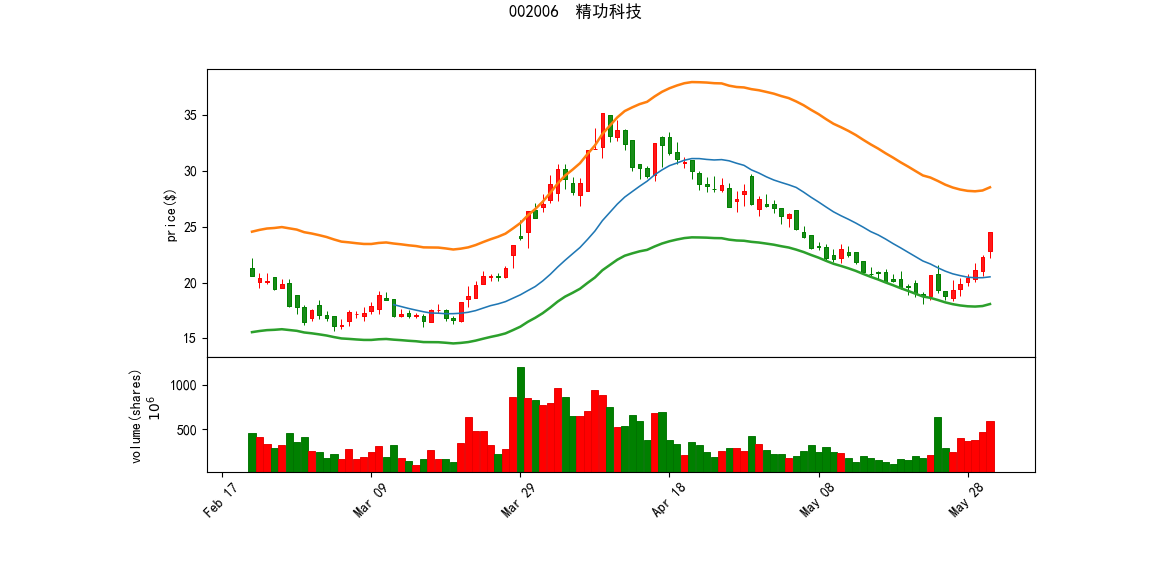 002006 精功科技
price($)
35
30
25
20
15
volume(shares)
10^6
1000
500
Feb 17
Mar 09
Mar 29
Apr 18
May 08
May 28